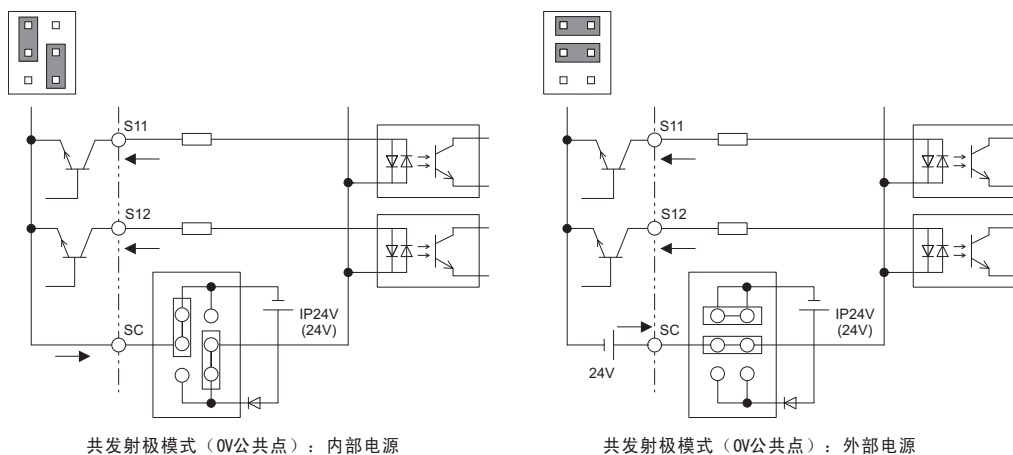 S11
S12
IP24V
(24V)
SC
共发射极模式（0V公共点）：内部电源
S11
S12
IP24V
(24V)
SC
24V
共发射极模式（0V公共点）：外部电源